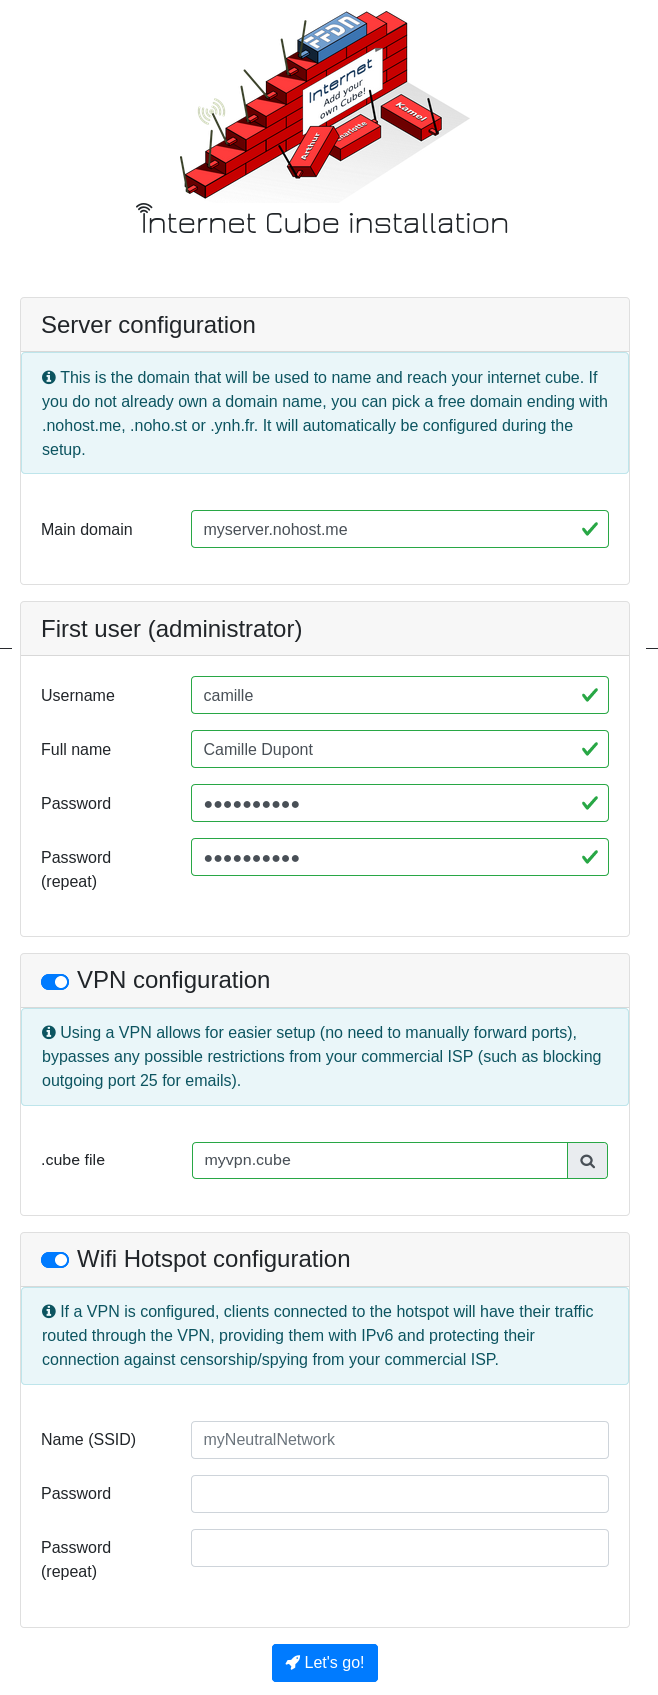 FFDN
Internet
Add your
own Cube!
Kamel
Charlotte
Arthur
Internet Cube installation
Server configuration
This is the domain that will be used to name and reach your internet cube. If
you do not already own a domain name, you can pick a free domain ending with
.nohost.me, .noho.st or .ynh.fr. It will automatically be configured during the
setup.
Main domain
myserver.nohost.me
First user (administrator)
Username
camille
Full name
Camille Dupont
Password
●●●●●●●●●●
Password
(repeat)
●●●●●●●●●●
VPN configuration
Using a VPN allows for easier setup (no need to manually forward ports),
bypasses any possible restrictions from your commercial ISP (such as blocking
outgoing port 25 for emails).
.cube file
myvpn.cube
Wifi Hotspot configuration
If a VPN is configured, clients connected to the hotspot will have their traffic
routed through the VPN, providing them with IPv6 and protecting their
connection against censorship/spying from your commercial ISP.
Name (SSID)
myNeutralNetwork
Password
Password
(repeat)
Let's go!